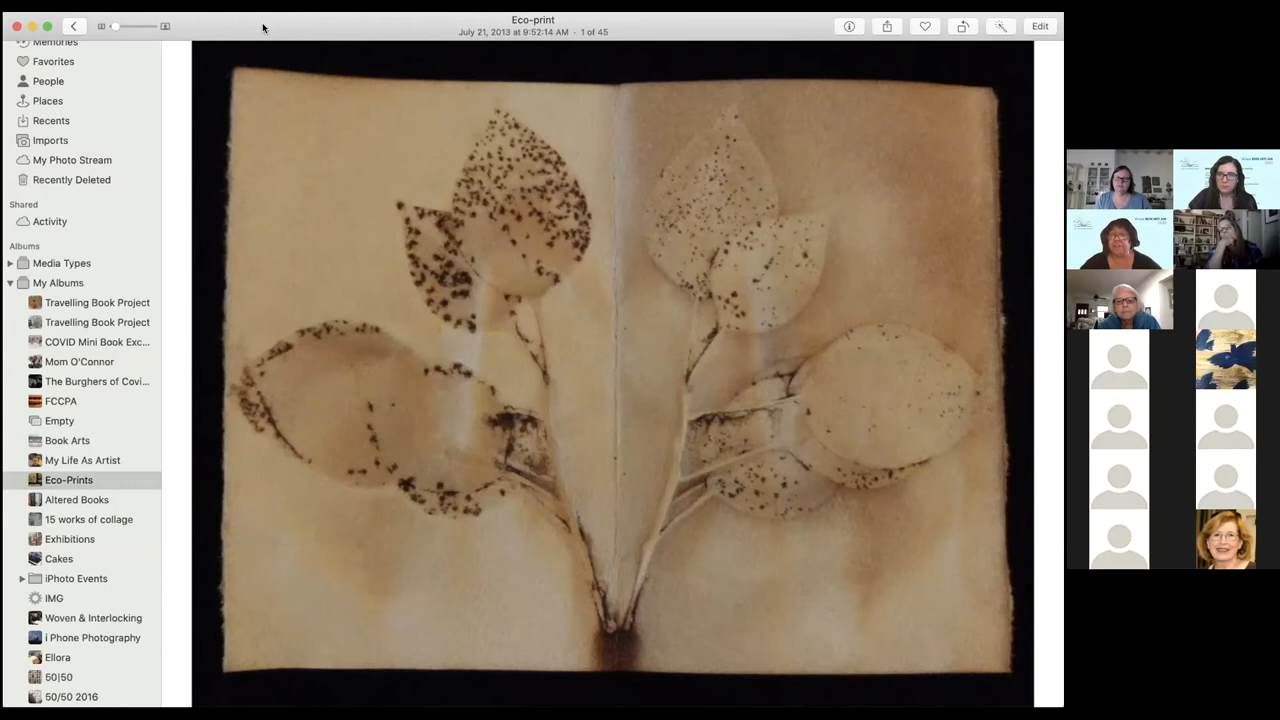 Eco-print
July 21, 2013 at 9:52:14 AM · 1 of 45
Edit
Memories
Favorites
People
Places
Recents
Imports
My Photo Stream
Recently Deleted
Shared
Activity
Albums
Media Types
My Albums
Travelling Book Project
Travelling Book Project
COVID Mini Book Exc...
Mom O'Connor
The Burghers of Covi...
FCCPA
Empty
Book Arts
My Life As Artist
Eco-Prints
Altered Books
15 works of collage
Exhibitions
Cakes
iPhoto Events
IMG
Woven & Interlocking
i Phone Photography
Ellora
50|50
50/50 2016